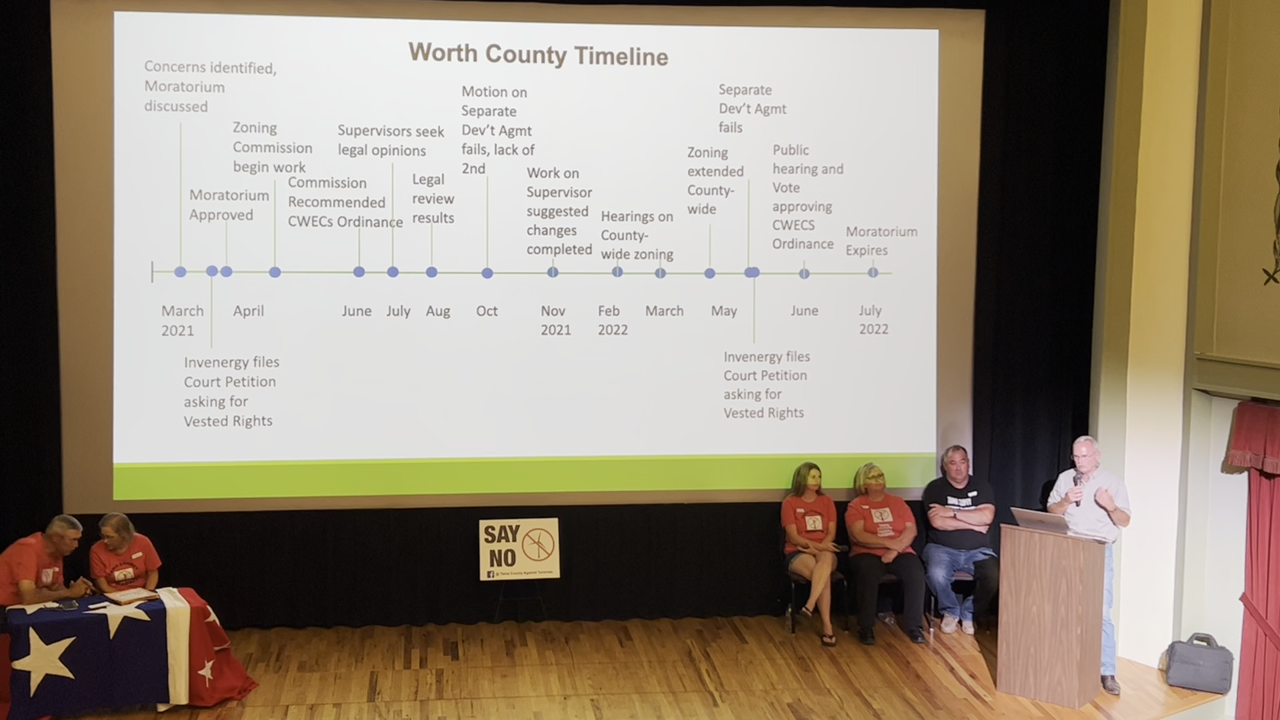 Worth County Timeline
Concerns identified,
Moratorium
discussed
Moratorium
Approved
Zoning
Commission
begin work
Commission
Recommended
CWECs Ordinance
Supervisors seek
legal opinions
Legal
review
results
Motion on
Separate
Dev't Agmt
fails, lack of
2nd
Work on
Supervisor
suggested
changes
completed
Hearings on
County-
wide zoning
Zoning
extended
County-
wide
Separate
Dev't Agmt
fails
Public
hearing and
Vote
approving
CWECS
Ordinance
Moratorium
Expires
March
2021
April
June
July
Aug
Oct
Nov
2021
Feb
2022
March
May
June
July
2022
Invenergy files
Court Petition
asking for
Vested Rights
Invenergy files
Court Petition
asking for
Vested Rights
SAY
NO